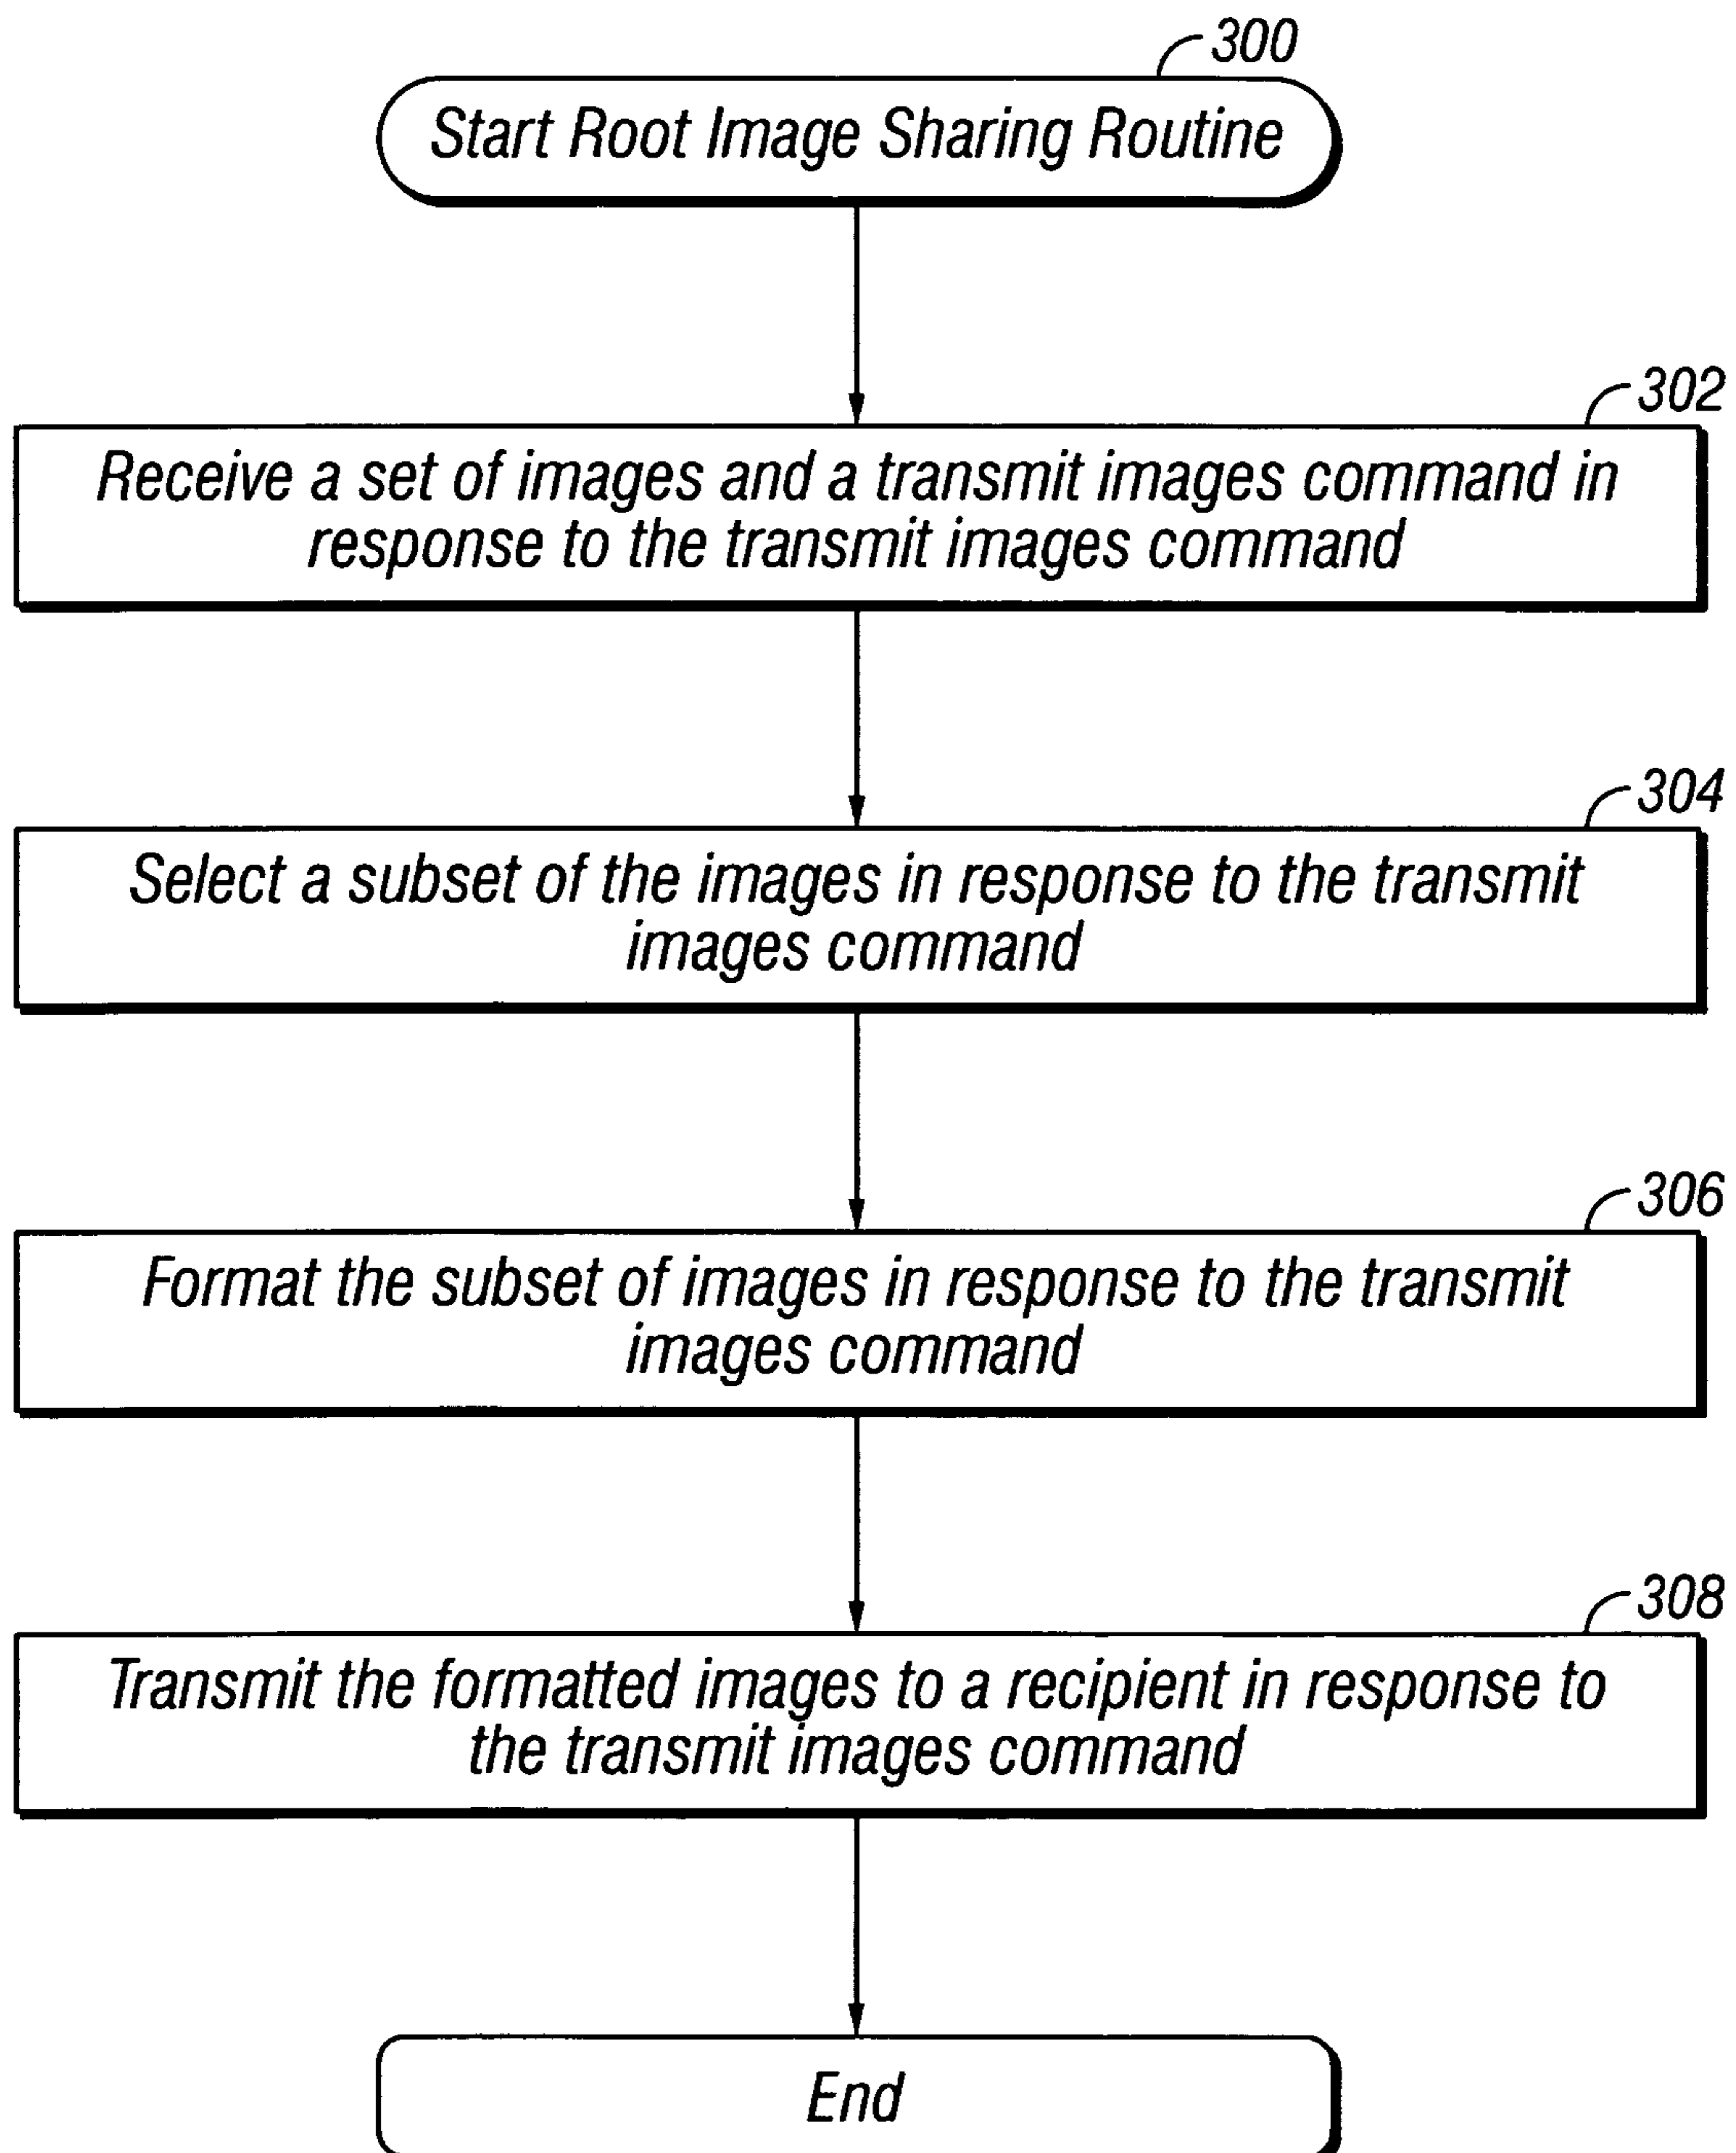 300
Start Root Image Sharing Routine
302
Receive a set of images and a transmit images command in
response to the transmit images command
304
Select a subset of the images in response to the transmit
images command
306
Format the subset of images in response to the transmit
images command
308
Transmit the formatted images to a recipient in response to
the transmit images command
End